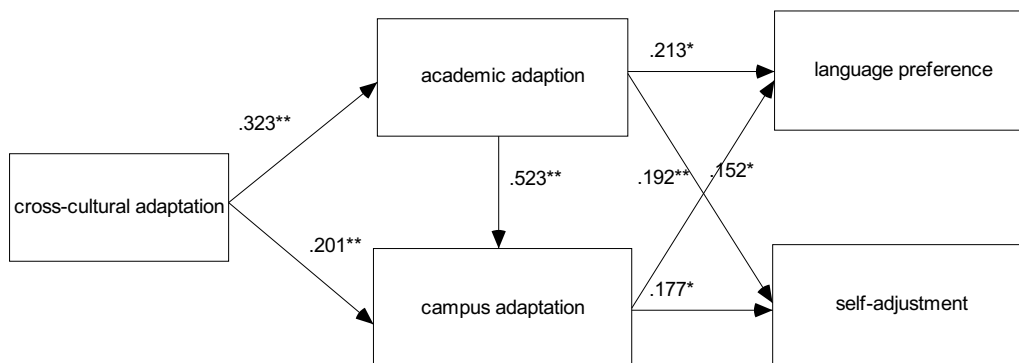 academic adaption
.213*
language preference
.323**
cross-cultural adaptation
.523**
.192**
.152*
.201**
campus adaptation
.177*
self-adjustment